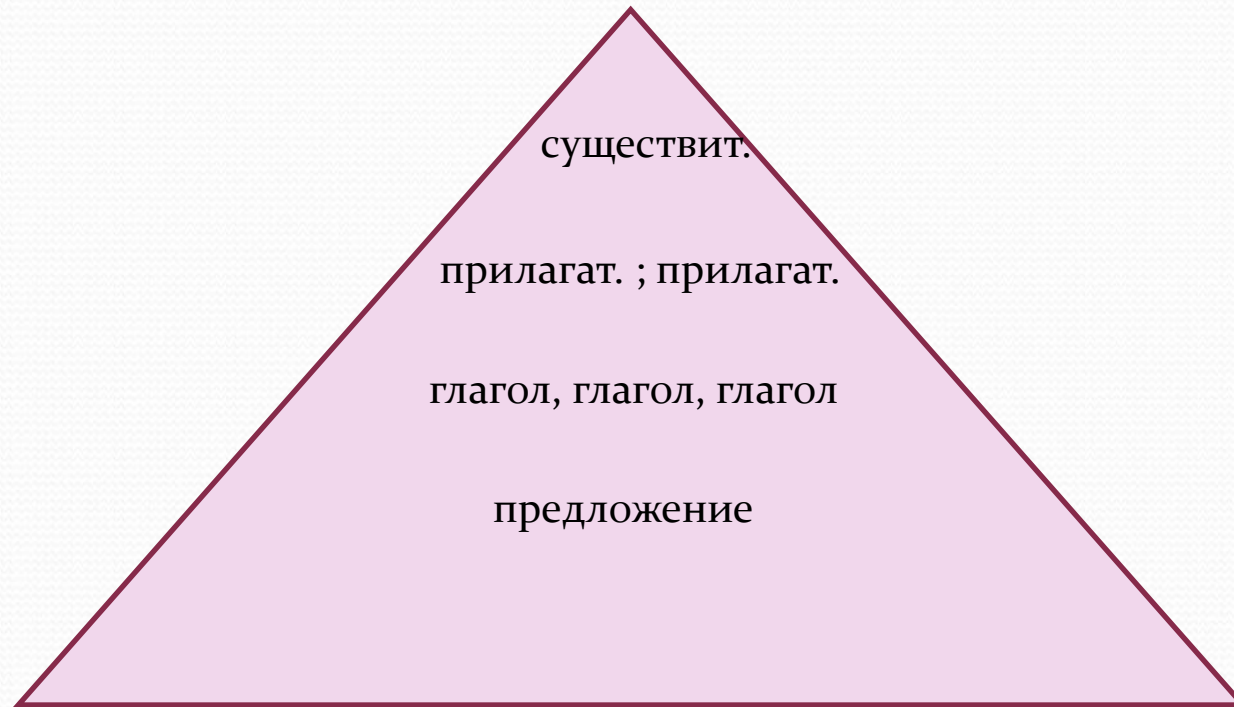 существит.
прилагат. ; прилагат.
глагол, глагол, глагол
предложение